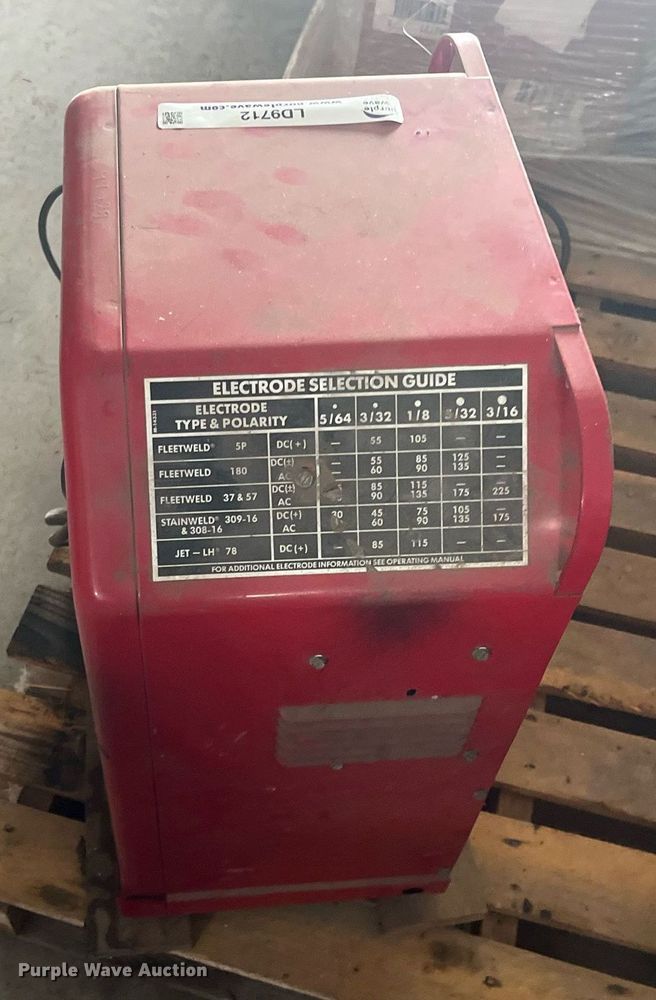 LD9712
www.purplewave.com
purple wave
ELECTRODE SELECTION GUIDE
ELECTRODE TYPE & POLARITY 5/64 3/32 1/8 5/32 3/16
FLEETWELD® 5P DC(+) — 55 105 — —
FLEETWELD 180 DC(±) — 55 85 125 —
AC — 60 90 135 —
FLEETWELD 37 & 57 DC(±) 85 115 — —
AC 90 135 175 225
STAINWELD® 309-16 & 308-16 DC(+) 30 45 75 105 —
AC 60 90 135 175
JET — LH® 78 DC(+) — 85 115 — —
FOR ADDITIONAL ELECTRODE INFORMATION SEE OPERATING MANUAL
Purple Wave Auction